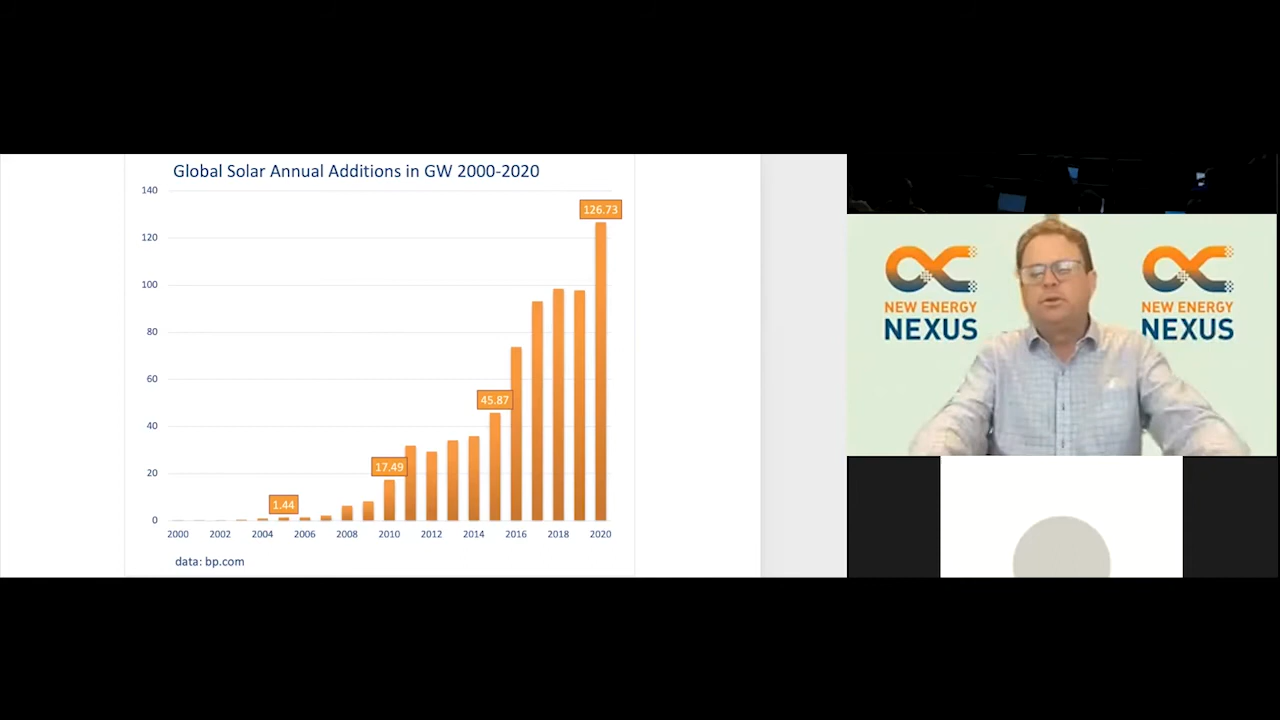 Global Solar Annual Additions in GW 2000-2020
140
120
100
80
60
40
20
0
1.44
17.49
45.87
126.73
2000 2002 2004 2006 2008 2010 2012 2014 2016 2018 2020
data: bp.com
NEW ENERGY
NEXUS
NEW ENERGY
NEXUS